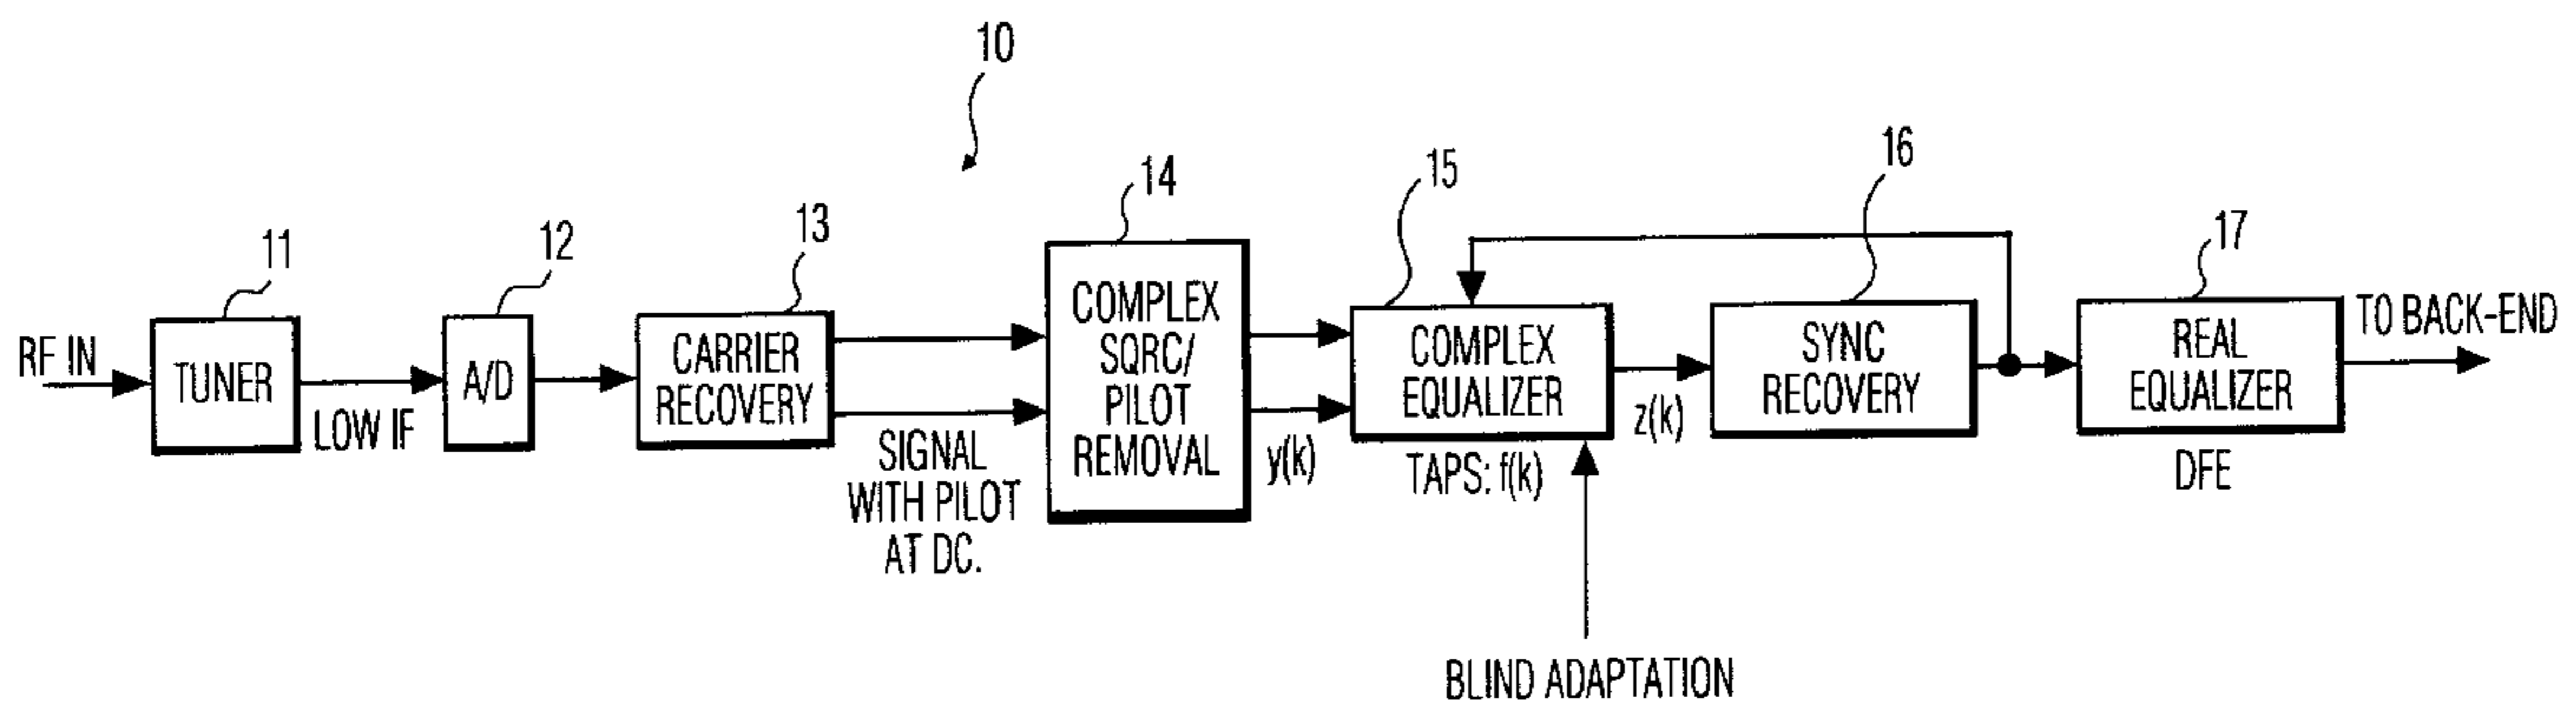 10
11
12
13
14
15
16
17
RF IN
TUNER
LOW IF
A/D
CARRIER
RECOVERY
SIGNAL
WITH PILOT
AT DC.
COMPLEX
SQRC/
PILOT
REMOVAL
y(k)
COMPLEX
EQUALIZER
TAPS: f(k)
BLIND ADAPTATION
z(k)
SYNC
RECOVERY
REAL
EQUALIZER
DFE
TO BACK-END